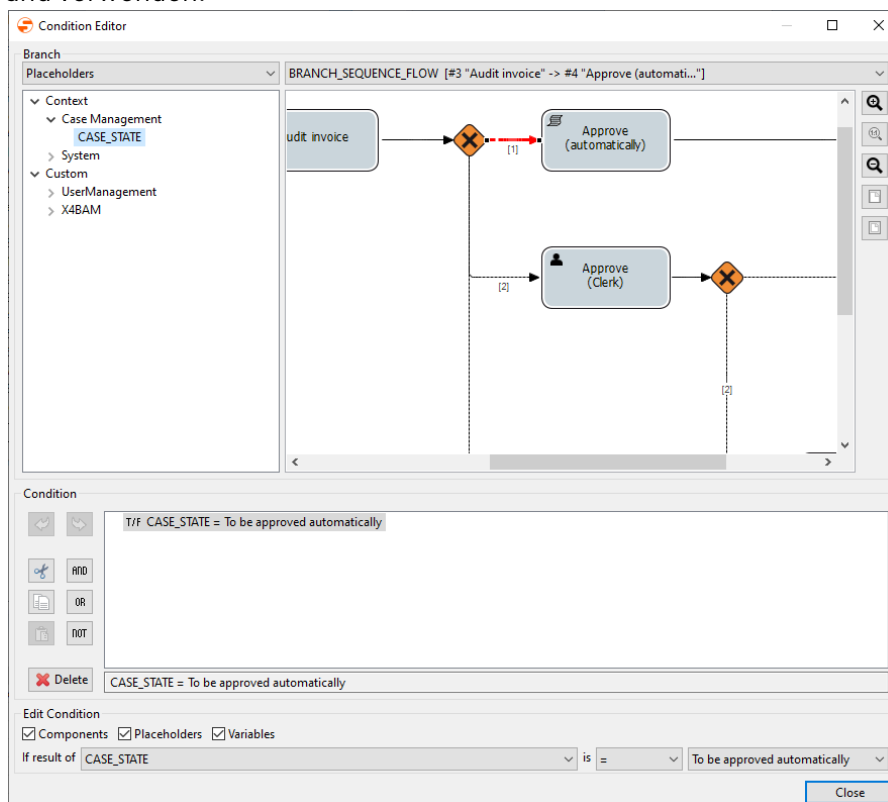 und verwenden.
Condition Editor
Branch
Placeholders
BRANCH_SEQUENCE_FLOW [#3 "Audit invoice" -> #4 "Approve (automati..."]
Context
Case Management
CASE_STATE
System
Custom
UserManagement
X4BAM
udit invoice
[1]
Approve
(automatically)
[2]
Approve
(Clerk)
[2]
Condition
T/F CASE_STATE = To be approved automatically
AND
OR
NOT
Delete
CASE_STATE = To be approved automatically
Edit Condition
Components Placeholders Variables
If result of CASE_STATE is = To be approved automatically
Close